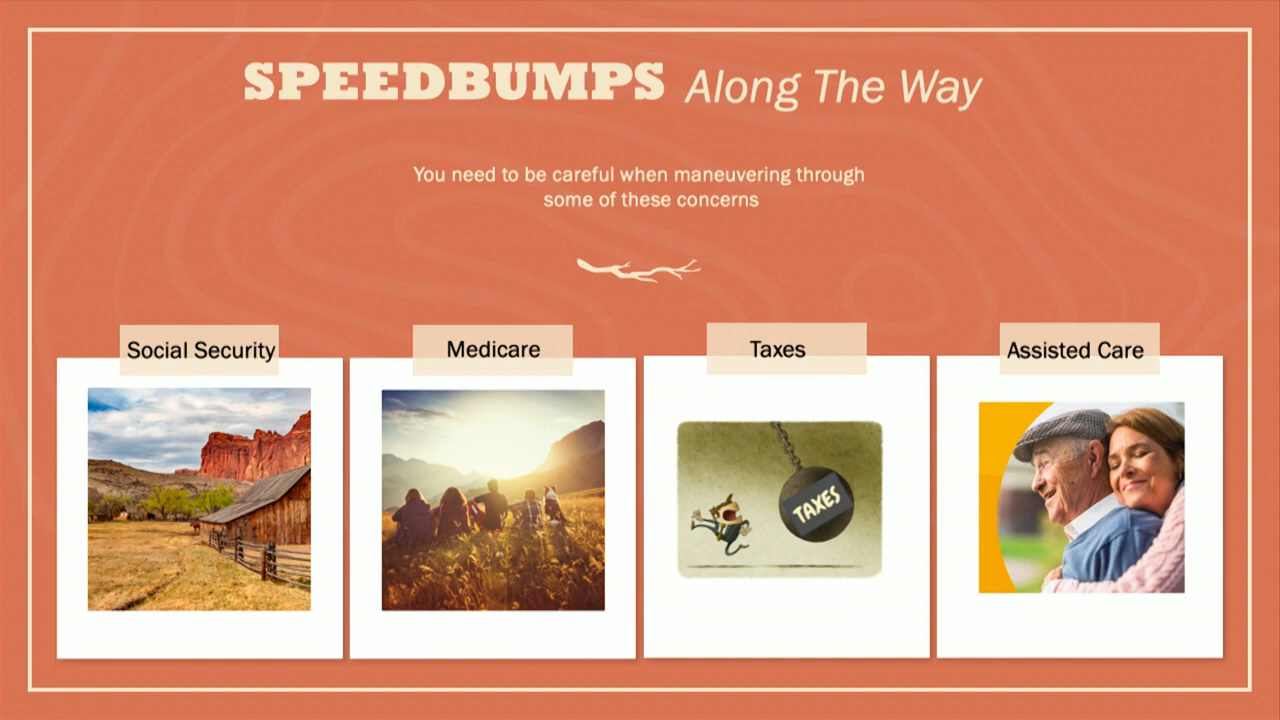 SPEEDBUMPS Along The Way
You need to be careful when maneuvering through
some of these concerns
Social Security
Medicare
Taxes
Assisted Care
TAXES